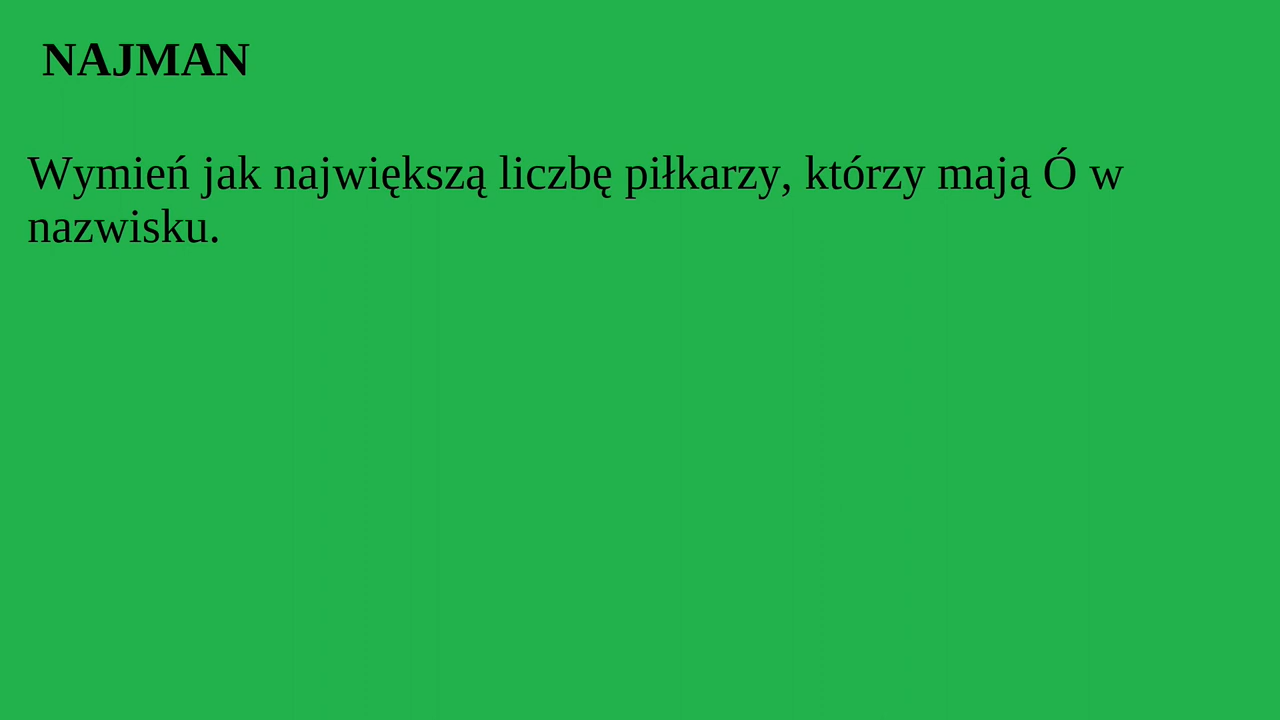 NAJMAN
Wymień jak największą liczbę piłkarzy, którzy mają Ó w
nazwisku.